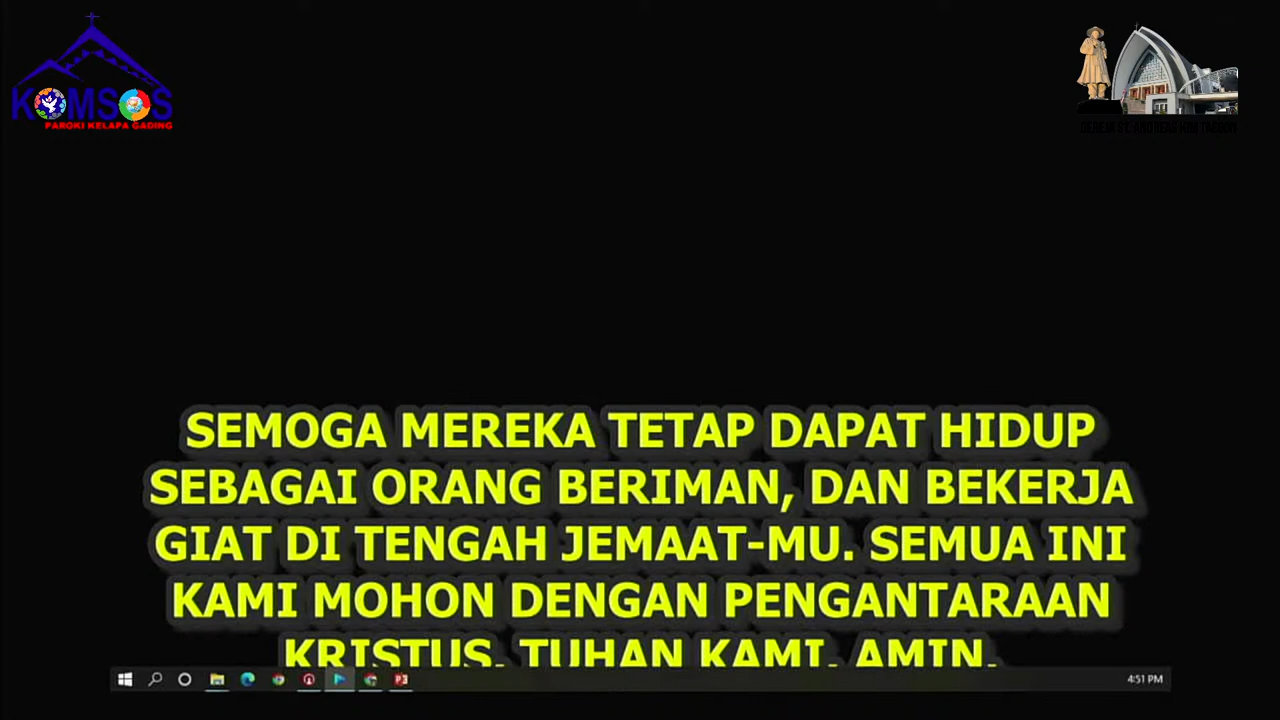 KOMSOS
PAROKI KELAPA GADING
SEMOGA MEREKA TETAP DAPAT HIDUP
SEBAGAI ORANG BERIMAN, DAN BEKERJA
GIAT DI TENGAH JEMAAT-MU. SEMUA INI
KAMI MOHON DENGAN PENGANTARAAN
KRISTUS, TUHAN KAMI. AMIN.
4:51 PM